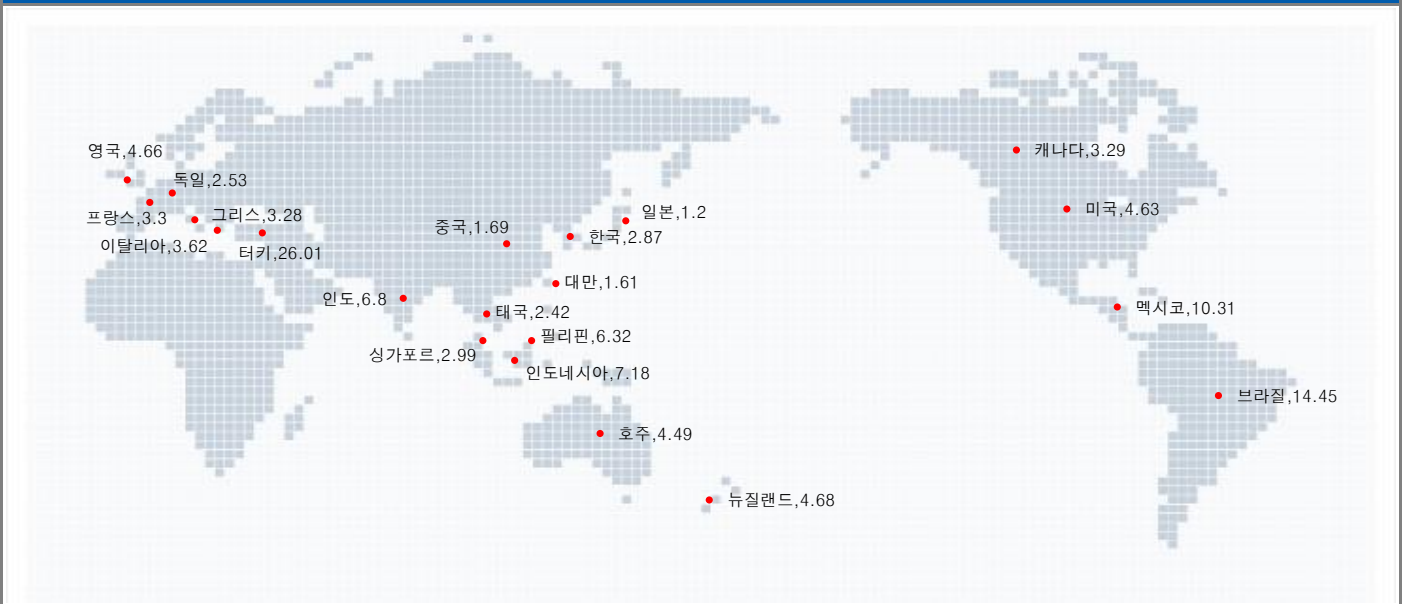 영국,4.66
독일,2.53
프랑스,3.3
그리스,3.28
이탈리아,3.62
터키,26.01
중국,1.69
일본,1.2
한국,2.87
대만,1.61
인도,6.8
태국,2.42
필리핀,6.32
싱가포르,2.99
인도네시아,7.18
호주,4.49
뉴질랜드,4.68
캐나다,3.29
미국,4.63
멕시코,10.31
브라질,14.45